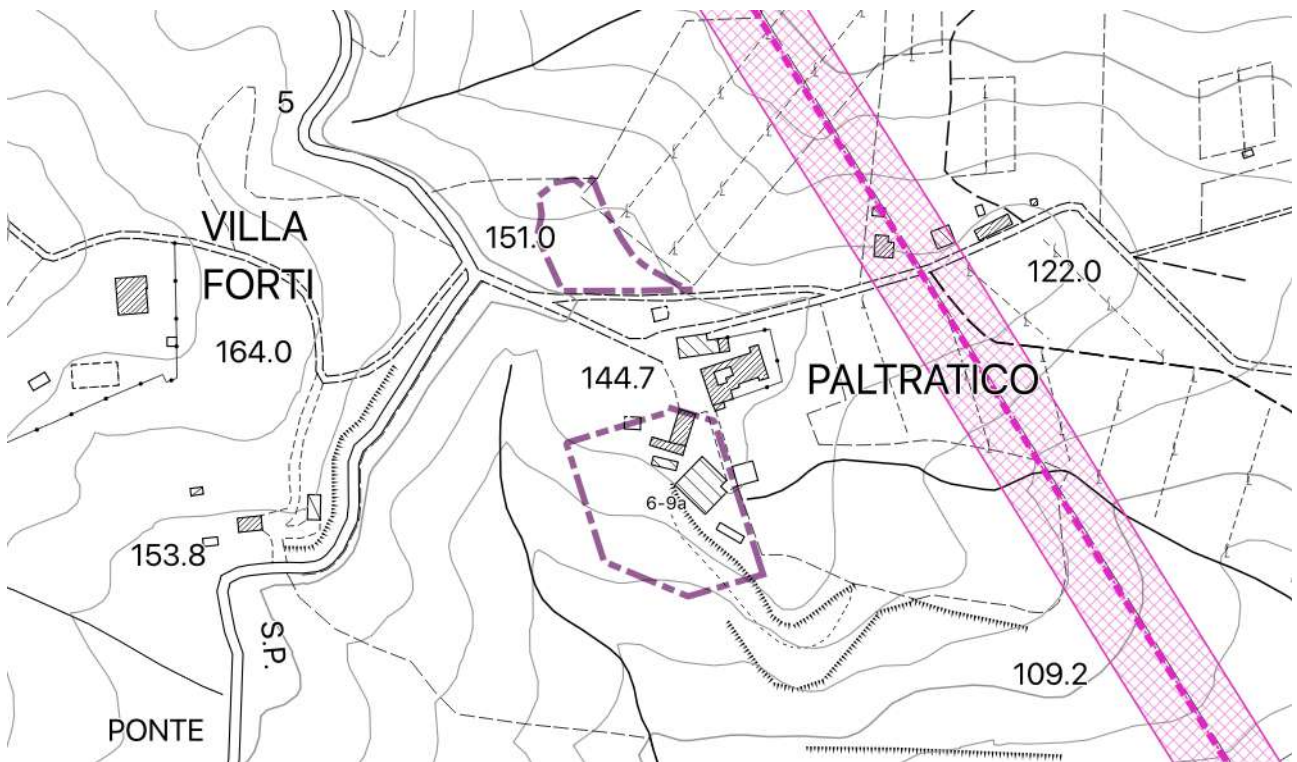 5
VILLA
FORTI
151.0
122.0
164.0
144.7
PALTRATICO
6-9a
153.8
S.P.
109.2
PONTE